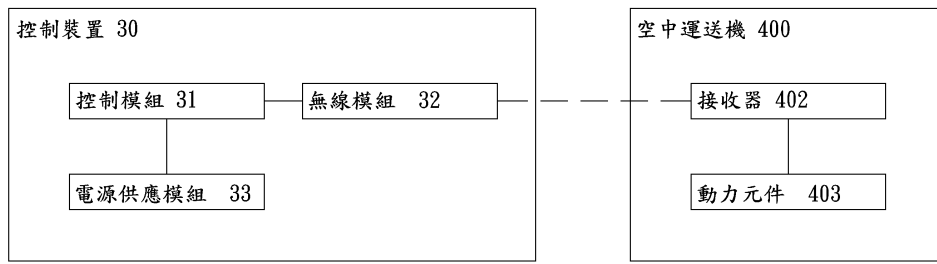 控制裝置 30
控制模組 31
無線模組 32
電源供應模組 33
空中運送機 400
接收器 402
動力元件 403